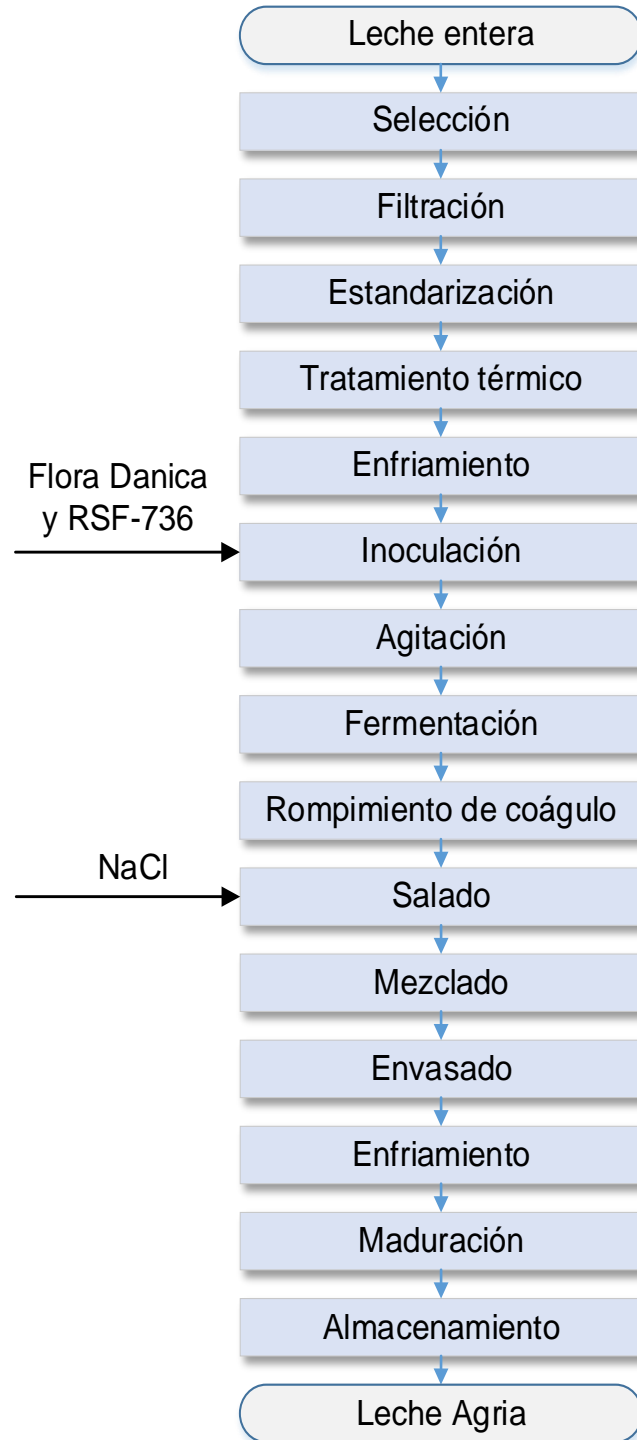 Leche entera
Selección
Filtración
Estandarización
Tratamiento térmico
Enfriamiento
Flora Danica
y RSF-736
Inoculación
Agitación
Fermentación
Rompimiento de coágulo
NaCl
Salado
Mezclado
Envasado
Enfriamiento
Maduración
Almacenamiento
Leche Agria